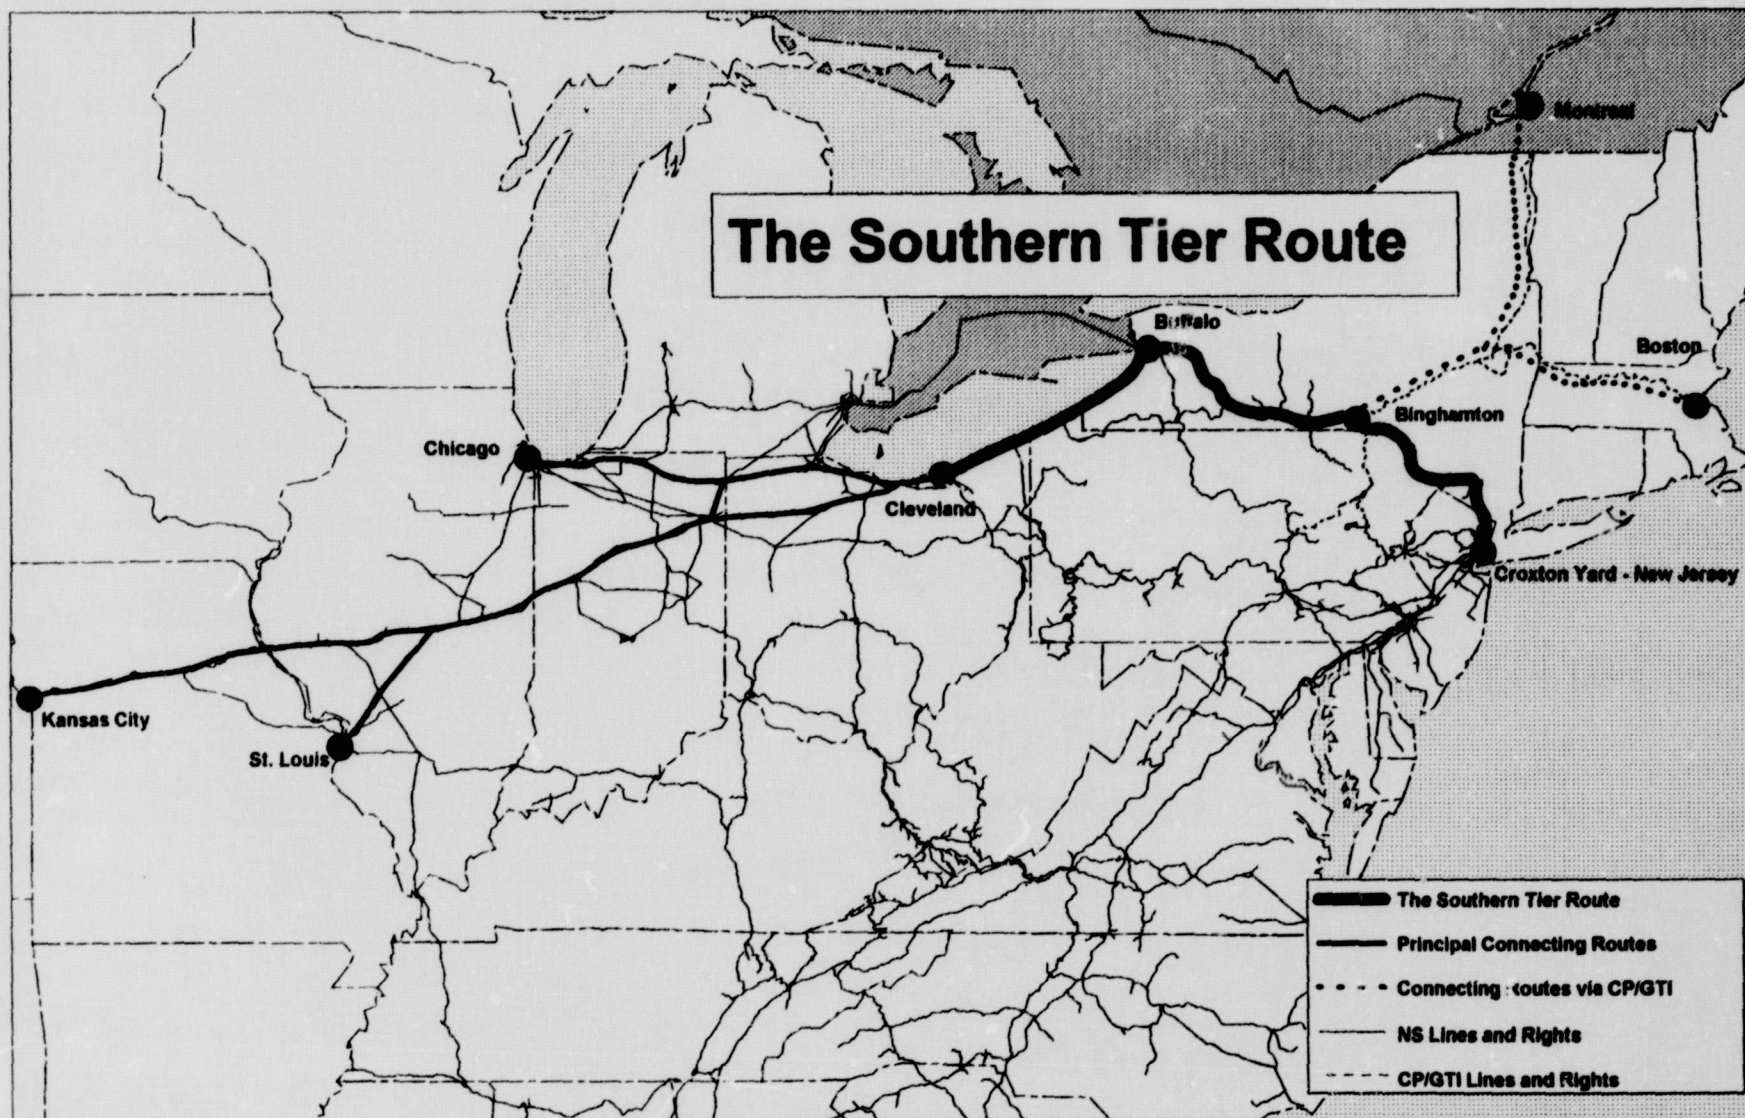 Montreal
The Southern Tier Route
Buffalo
Boston
Binghamton
Chicago
Cleveland
Croxton Yard - New Jersey
Kansas City
St. Louis
The Southern Tier Route
Principal Connecting Routes
Connecting Routes via CP/GTI
NS Lines and Rights
CP/GTI Lines and Rights